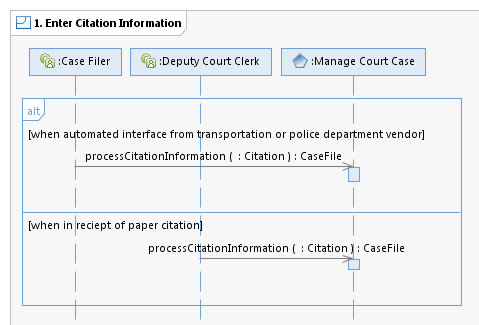 1. Enter Citation Information
:Case Filer
:Deputy Court Clerk
:Manage Court Case
alt
[when automated interface from transportation or police department vendor]
processCitationInformation ( : Citation ) : CaseFile
[when in reciept of paper citation]
processCitationInformation ( : Citation ) : CaseFile